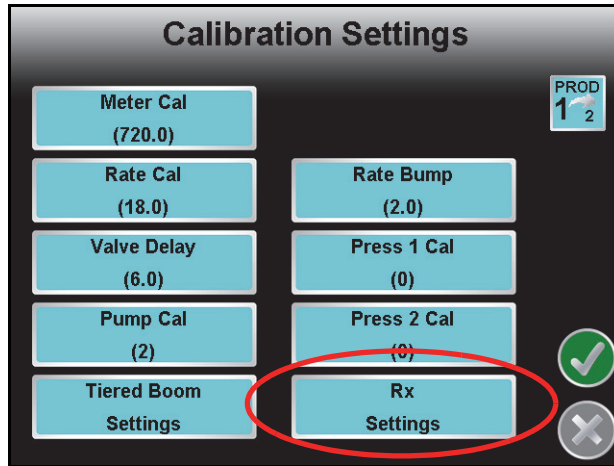 Calibration Settings
PROD
1 2
Meter Cal
(720.0)
Rate Cal
(18.0)
Rate Bump
(2.0)
Valve Delay
(6.0)
Press 1 Cal
(0)
Pump Cal
(2)
Press 2 Cal
(0)
Tiered Boom
Settings
Rx
Settings